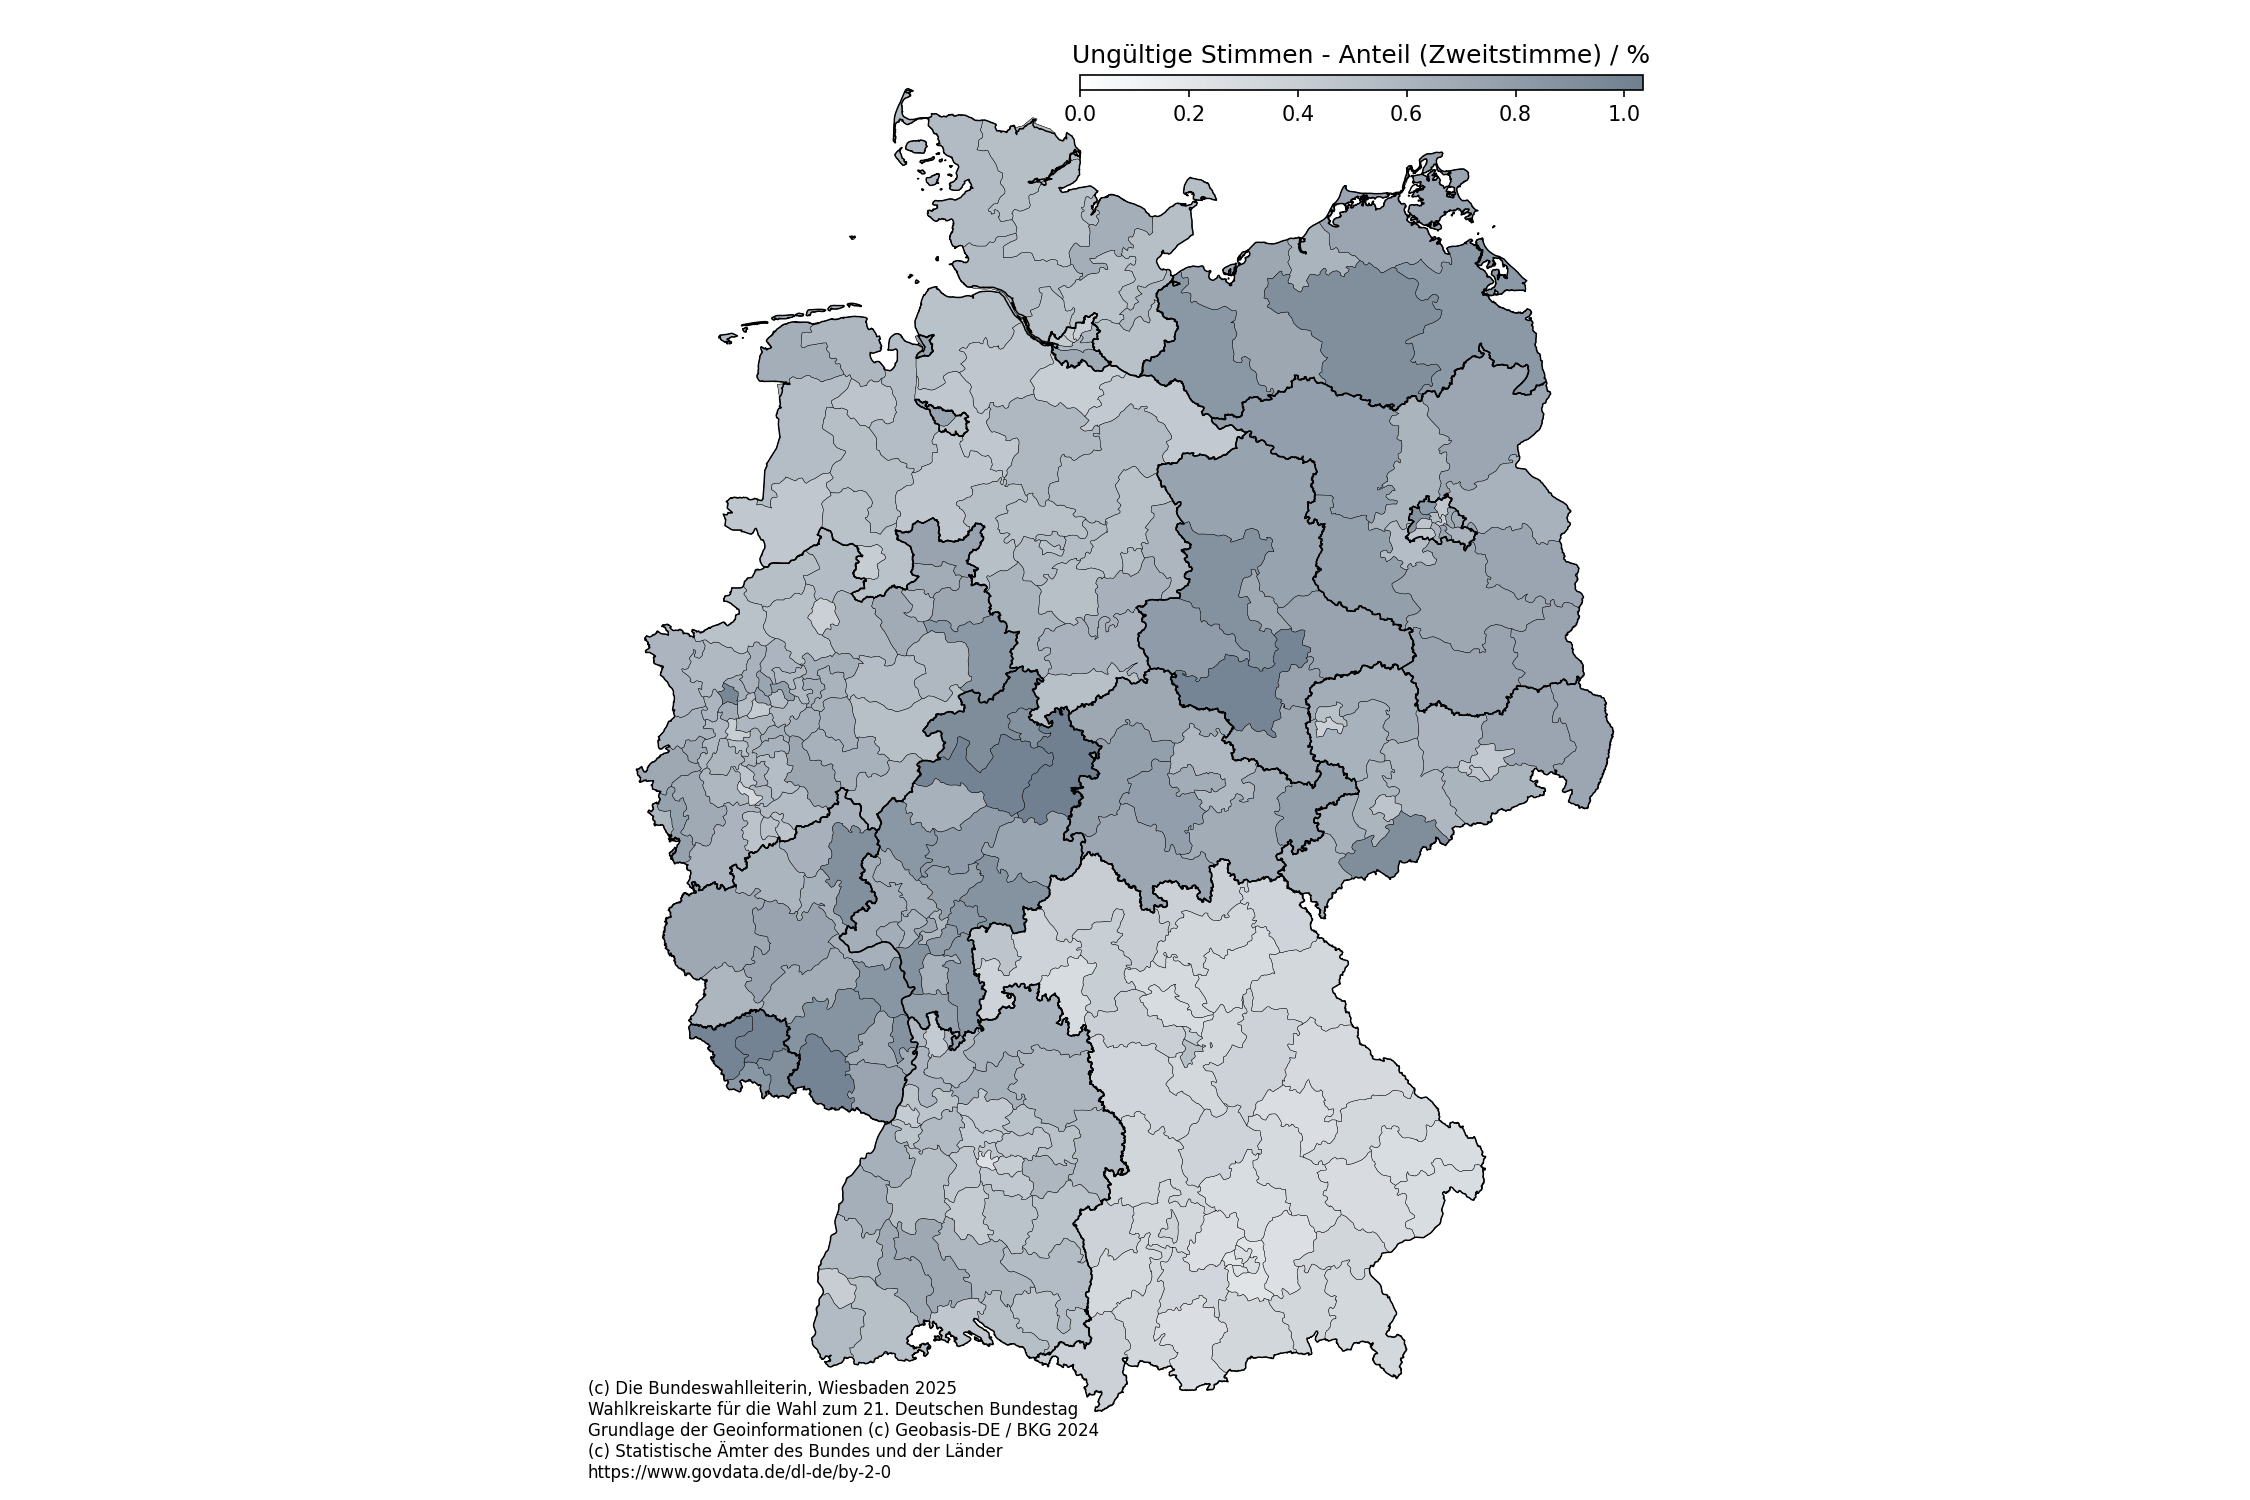 Ungültige Stimmen - Anteil (Zweitstimme) / %
0.0 0.2 0.4 0.6 0.8 1.0
(c) Die Bundeswahlleiterin, Wiesbaden 2025
Wahlkreiskarte für die Wahl zum 21. Deutschen Bundestag
Grundlage der Geoinformationen (c) Geobasis-DE / BKG 2024
(c) Statistische Ämter des Bundes und der Länder
https://www.govdata.de/dl-de/by-2-0